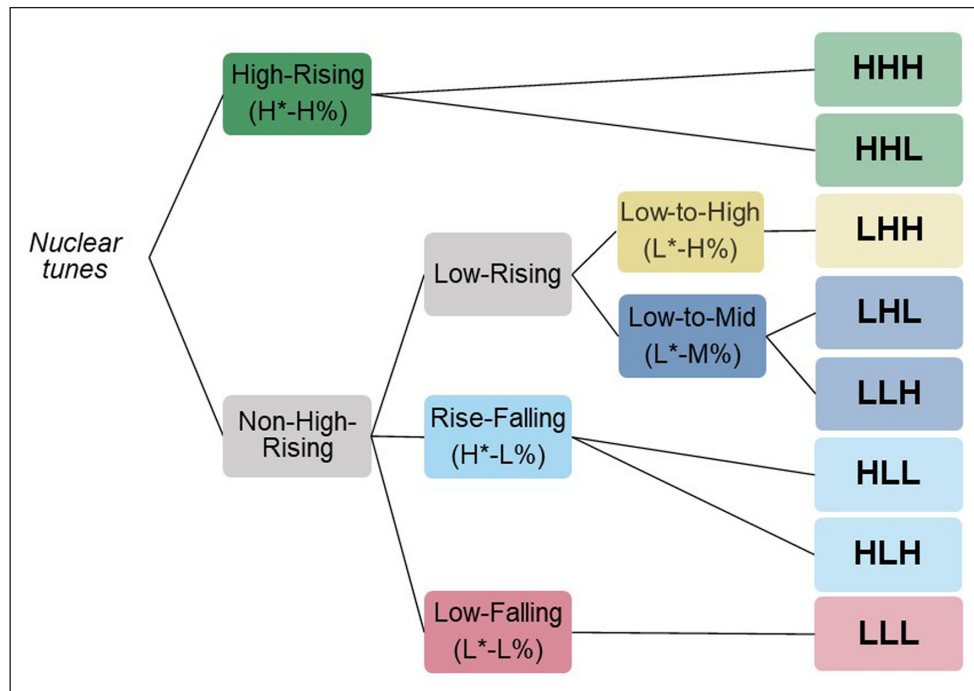 Nuclear
tunes
High-Rising
(H*-H%)
Non-High-
Rising
Low-Rising
Rise-Falling
(H*-L%)
Low-Falling
(L*-L%)
Low-to-High
(L*-H%)
Low-to-Mid
(L*-M%)
HHH
HHL
LHH
LHL
LLH
HLL
HLH
LLL